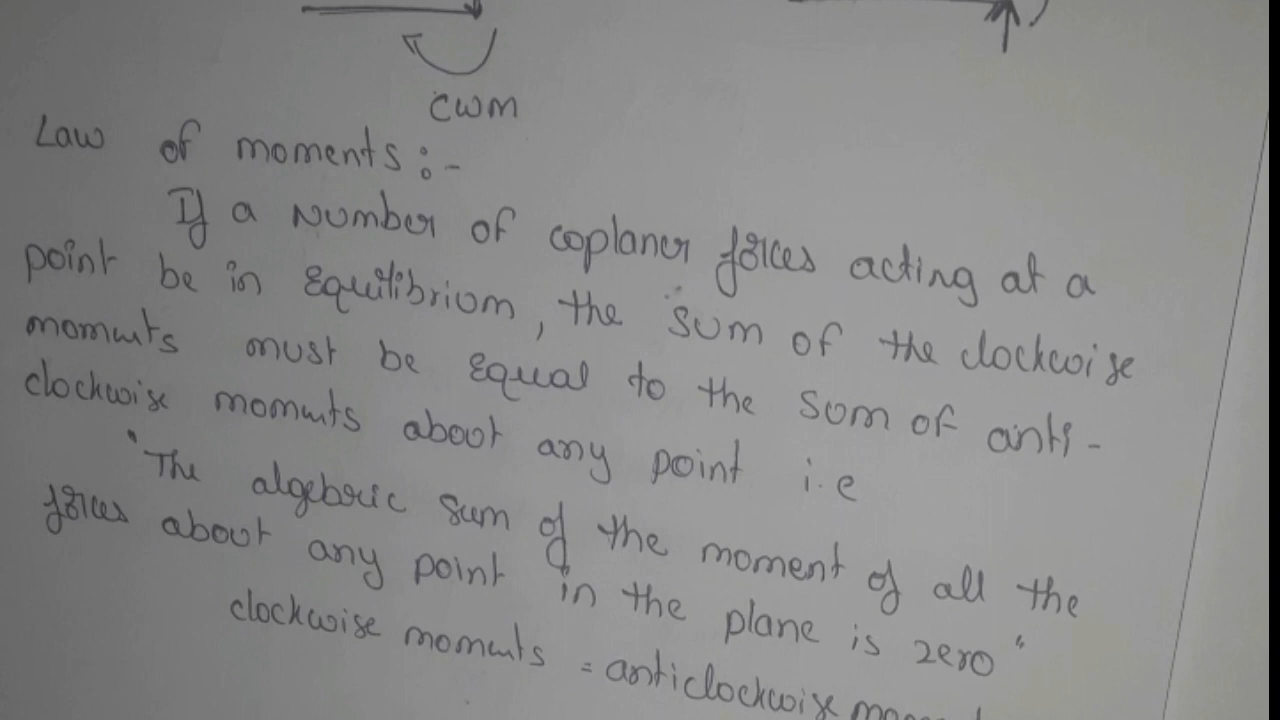 CWM
Law of moments :-
If a Number of coplaner forces acting at a
point be in Equilibrium, the sum of the clockwise
moments must be Equal to the sum of anti-
clockwise moments about any point i.e
"The algebric sum of the moment of all the
forces about any point in the plane is zero"
clockwise moments = anticlockwise